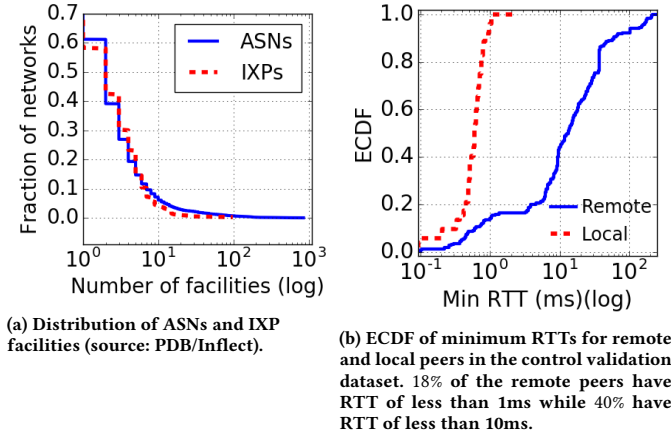 0.7
0.6
0.5
0.4
0.3
0.2
0.1
0.0
Fraction of networks
ASNs
IXPs
10^0 10^1 10^2 10^3
Number of facilities (log)
(a) Distribution of ASNs and IXP
facilities (source: PDB/Inflect).
1.0
0.8
0.6
0.4
0.2
0.0
ECDF
Remote
Local
10^-1 10^0 10^1 10^2
Min RTT (ms)(log)
(b) ECDF of minimum RTTs for remote
and local peers in the control validation
dataset. 18% of the remote peers have
RTT of less than 1ms while 40% have
RTT of less than 10ms.